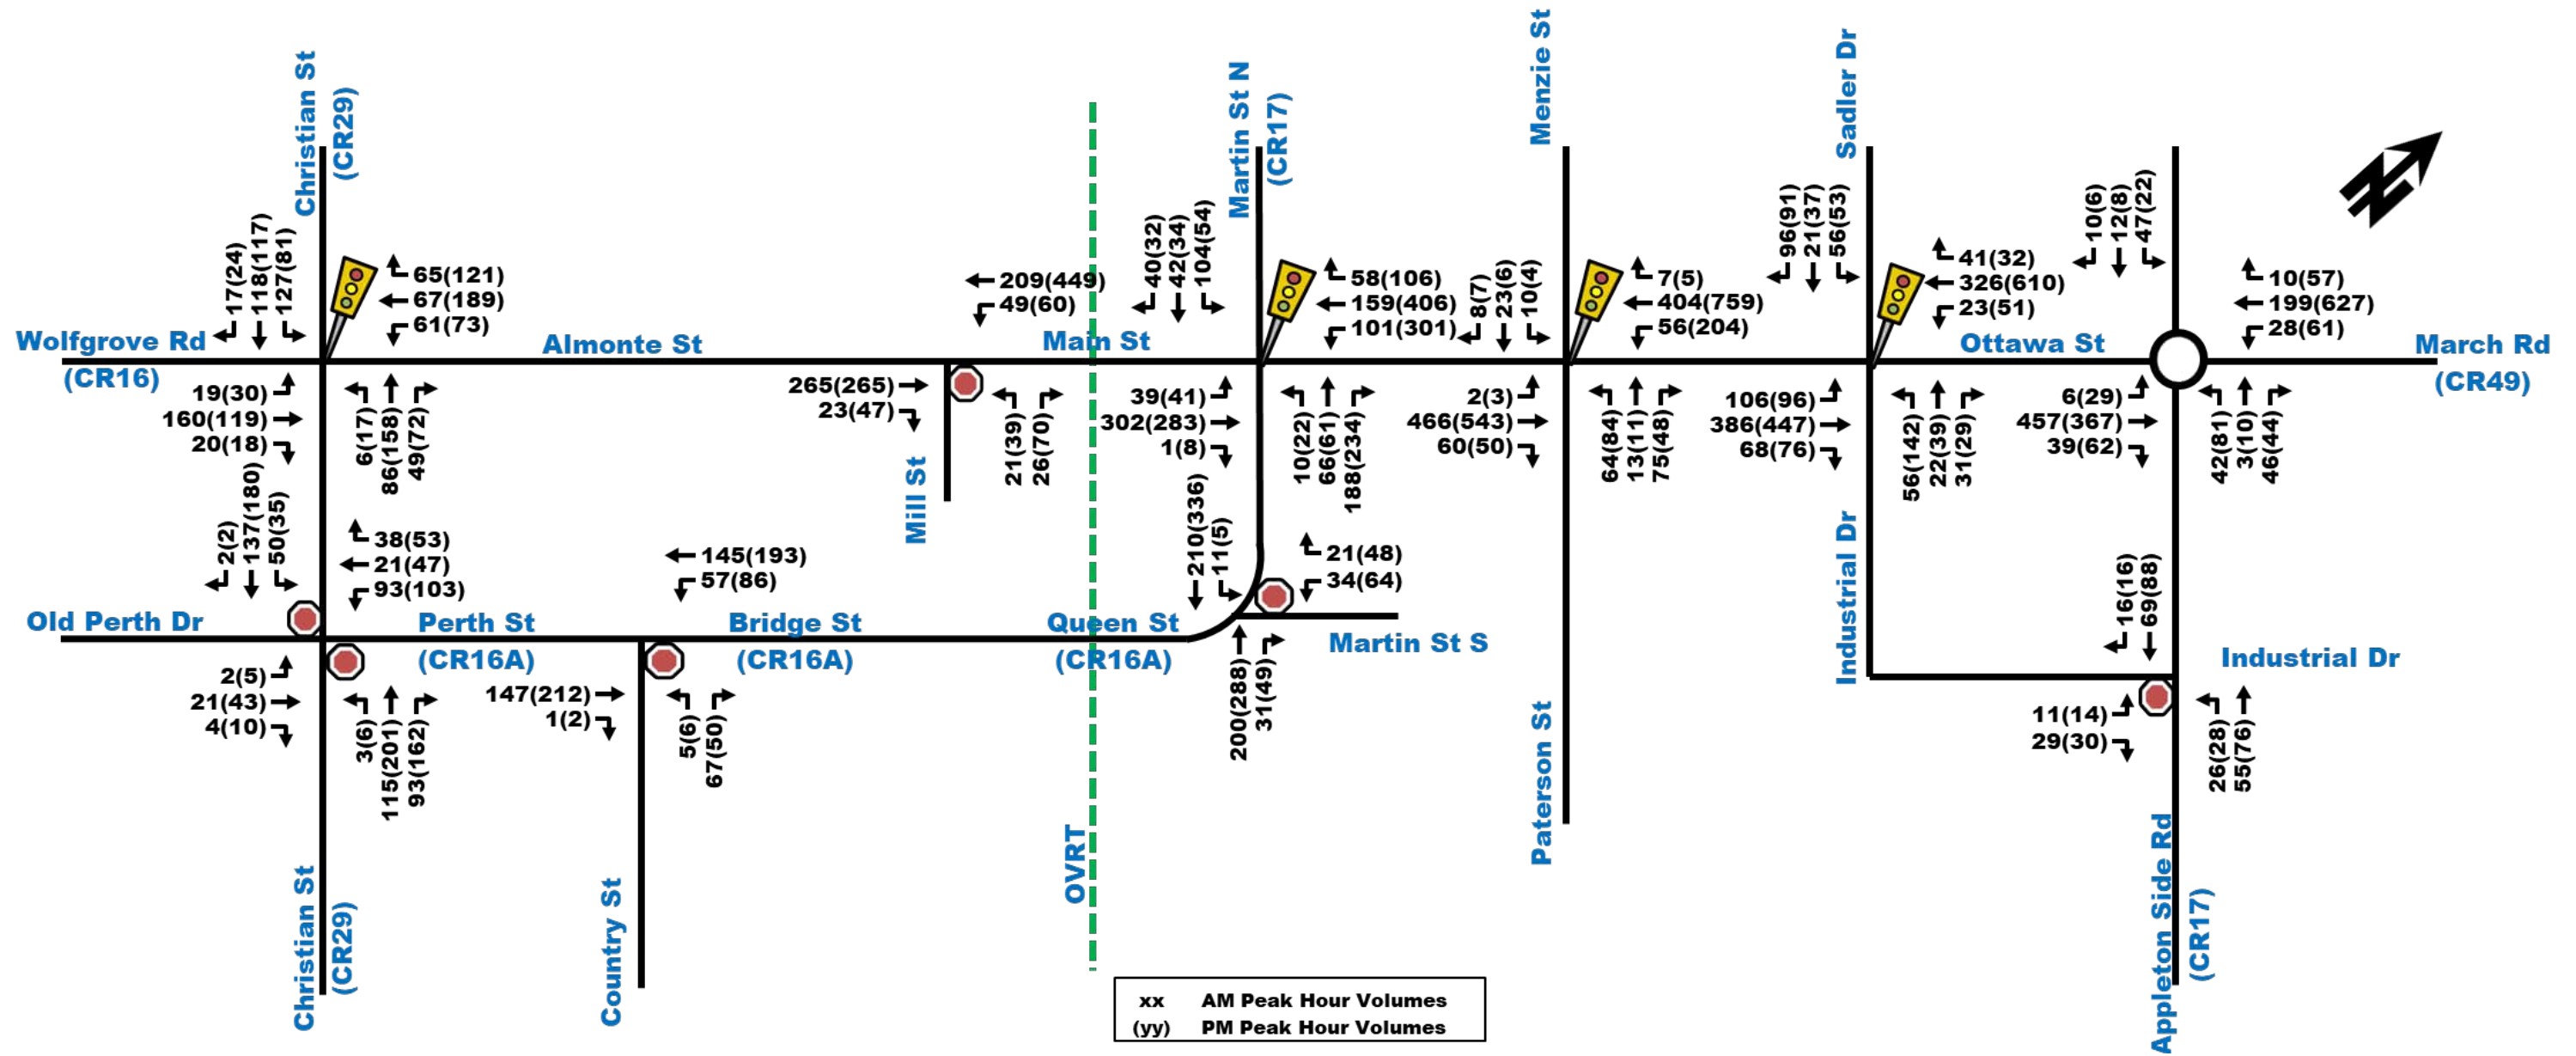 Christian St
(CR29)
17(24)
118(117)
127(81)
65(121)
67(189)
61(73)
Wolfgrove Rd
(CR16)
19(30)
160(119)
20(18)
6(17)
86(158)
49(72)
Almonte St
209(449)
49(60)
265(265)
23(47)
Mill St
21(39)
26(70)
Main St
Martin St N
(CR17)
40(32)
42(34)
104(54)
58(106)
159(406)
101(301)
39(41)
302(283)
1(8)
10(22)
66(61)
188(234)
Menzie St
8(7)
23(6)
10(4)
7(5)
404(759)
56(204)
2(3)
466(543)
60(50)
64(84)
13(11)
75(48)
Paterson St
Sadler Dr
96(91)
21(37)
56(53)
41(32)
326(610)
23(51)
106(96)
386(447)
68(76)
56(142)
22(39)
31(29)
Industrial Dr
Ottawa St
10(6)
12(8)
47(22)
10(57)
199(627)
28(61)
March Rd
(CR49)
6(29)
457(367)
39(62)
42(81)
3(10)
46(44)
N
2(2)
137(180)
50(35)
38(53)
21(47)
93(103)
Old Perth Dr
2(5)
21(43)
4(10)
3(6)
115(201)
93(162)
Christian St
(CR29)
Perth St
(CR16A)
145(193)
57(86)
147(212)
1(2)
5(6)
67(50)
Country St
Bridge St
(CR16A)
Queen St
(CR16A)
OVRT
210(336)
11(5)
21(48)
34(64)
Martin St S
200(288)
31(49)
16(16)
69(88)
Industrial Dr
11(14)
29(30)
26(28)
55(76)
Appleton Side Rd
(CR17)
xx AM Peak Hour Volumes
(yy) PM Peak Hour Volumes